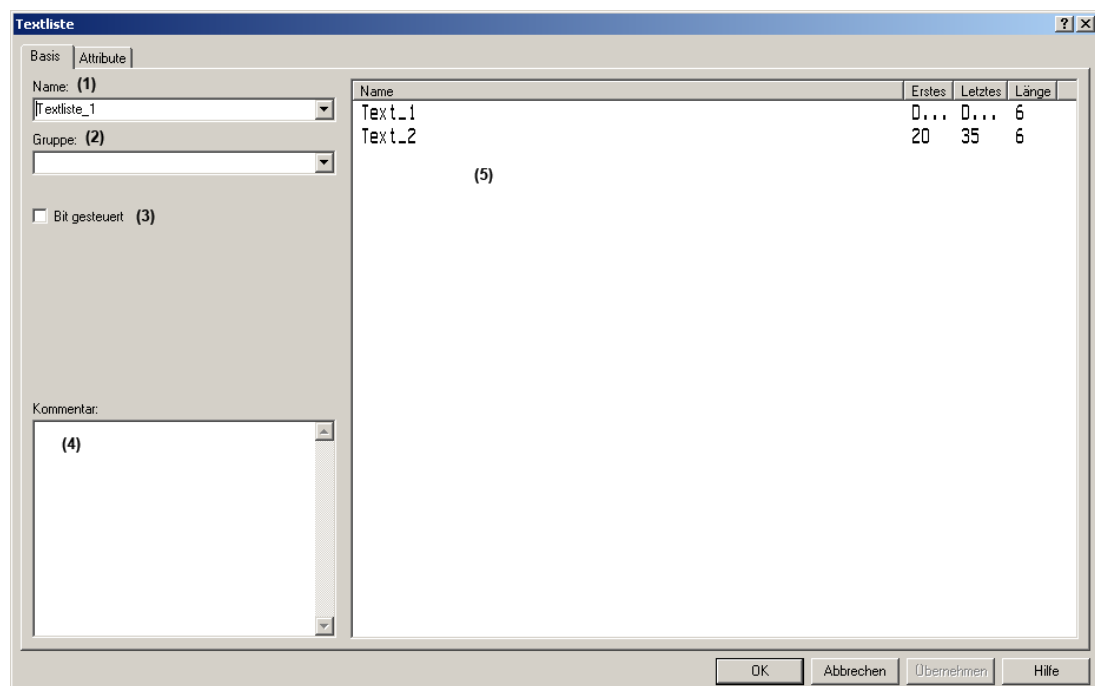 Textliste
Basis Attribute
Name: (1)
Textliste_1
Gruppe: (2)
Bit gesteuert (3)
Kommentar:
(4)
Name Erstes Letztes Länge
Text_1 D... D... 6
Text_2 20 35 6
(5)
OK Abbrechen Übernehmen Hilfe